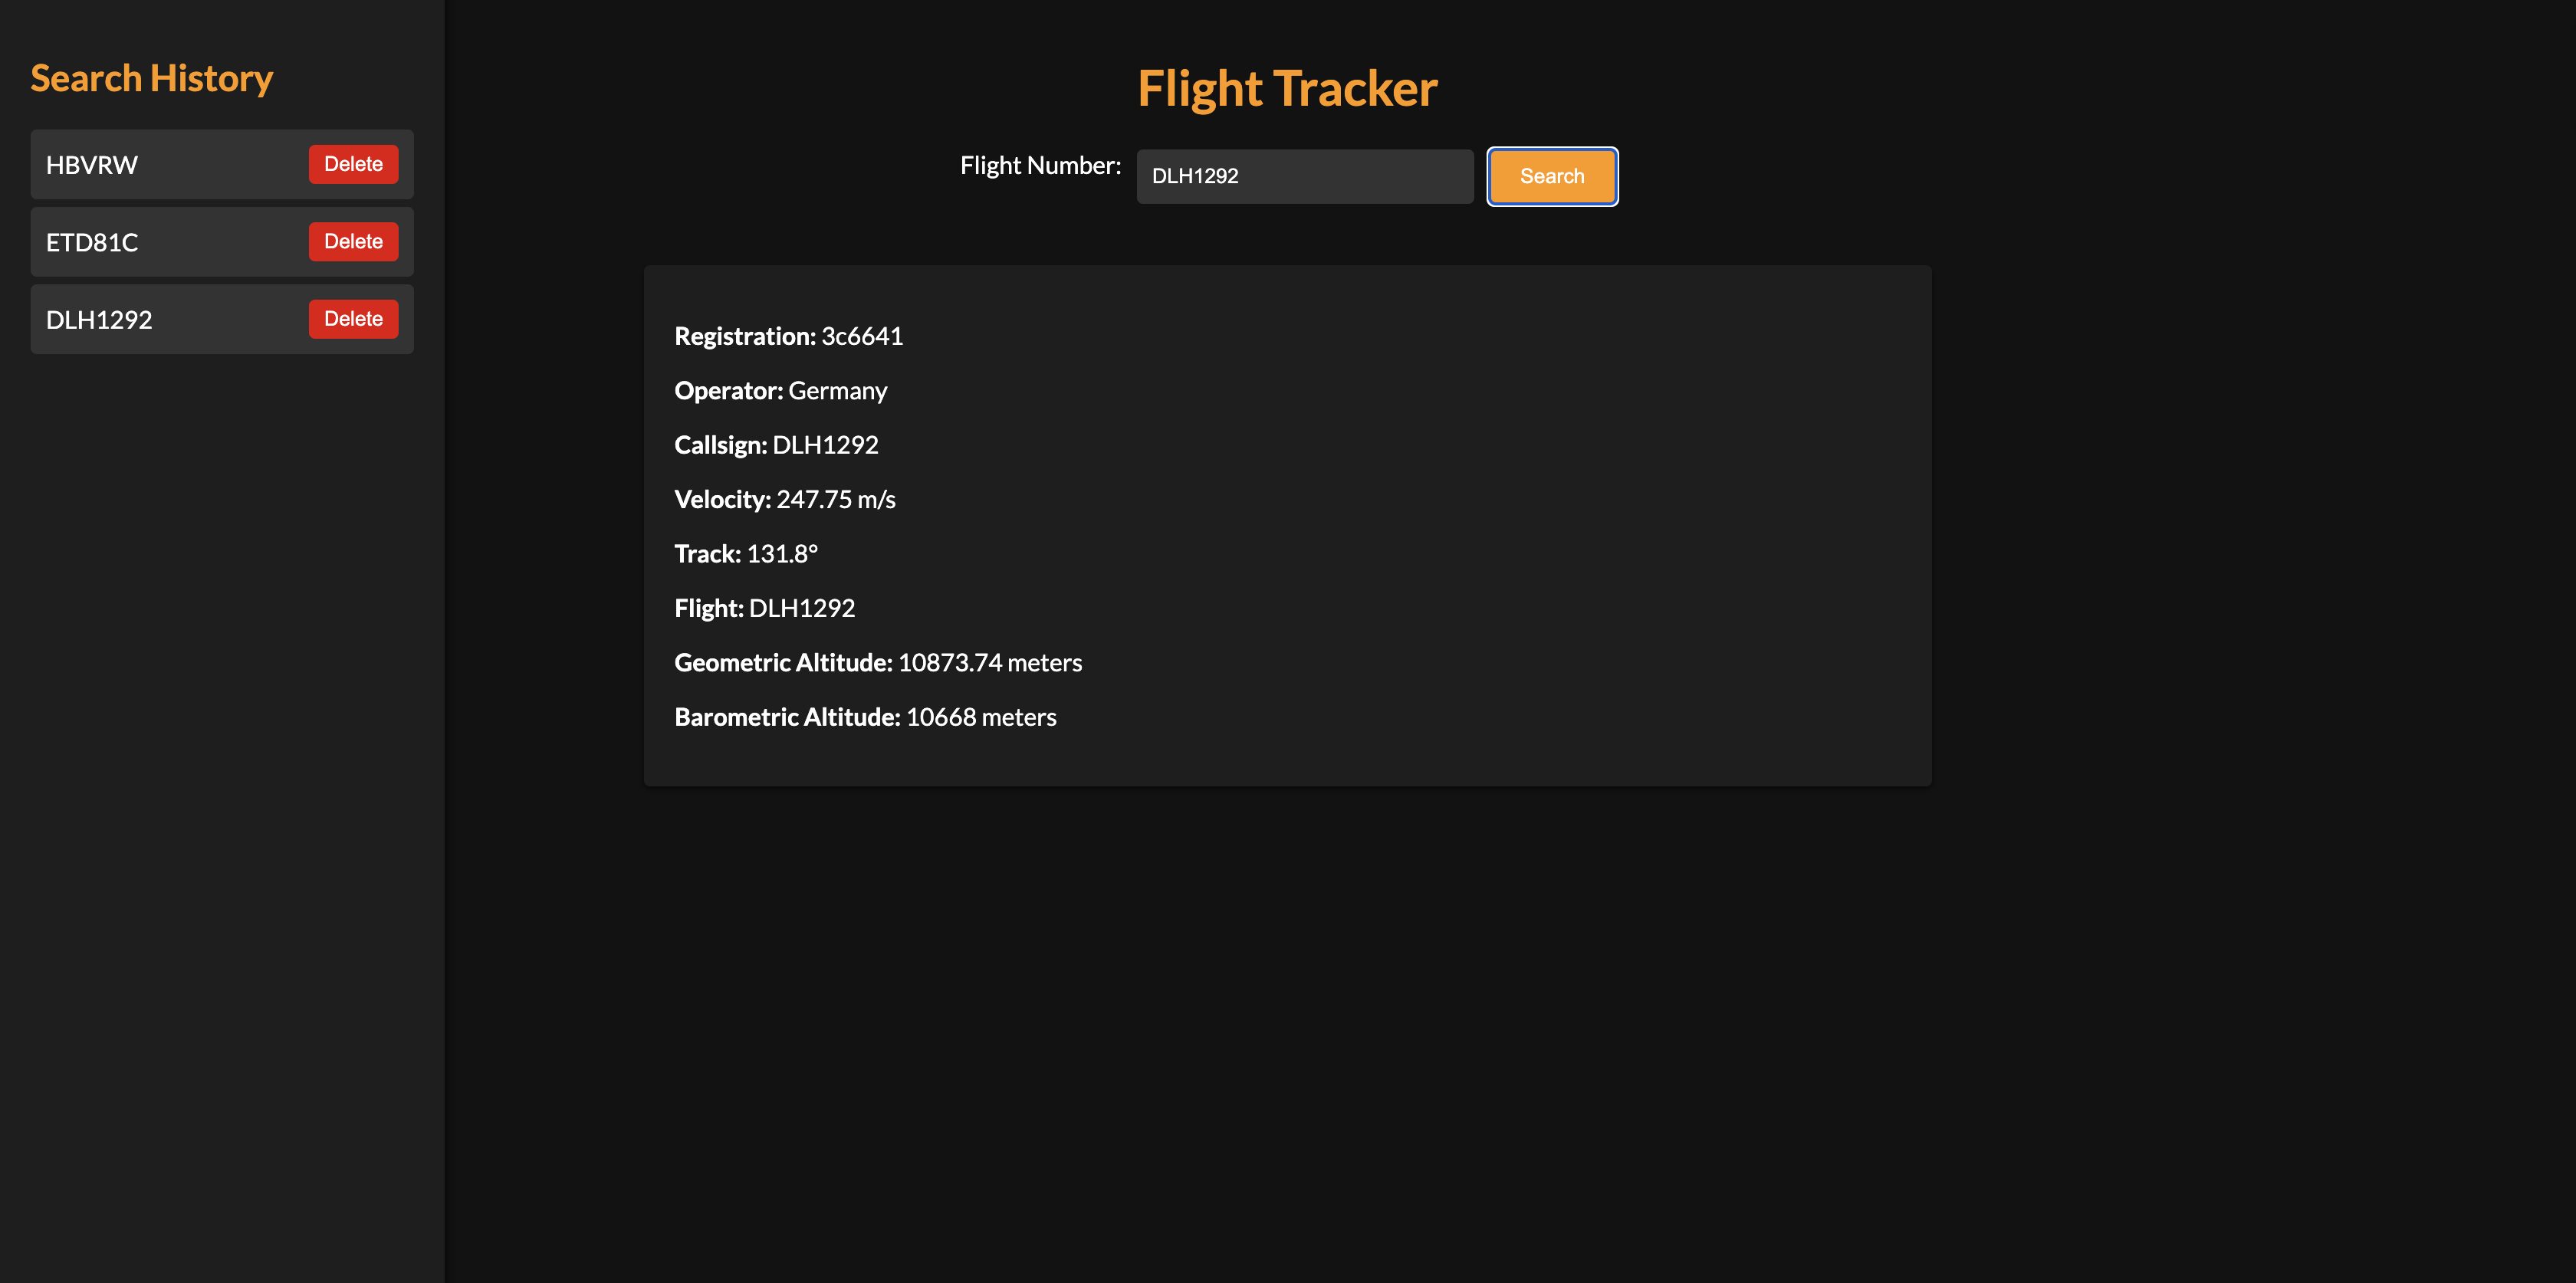 Search History
HBVRW Delete
ETD81C Delete
DLH1292 Delete
Flight Tracker
Flight Number: DLH1292 Search
Registration: 3c6641
Operator: Germany
Callsign: DLH1292
Velocity: 247.75 m/s
Track: 131.8°
Flight: DLH1292
Geometric Altitude: 10873.74 meters
Barometric Altitude: 10668 meters